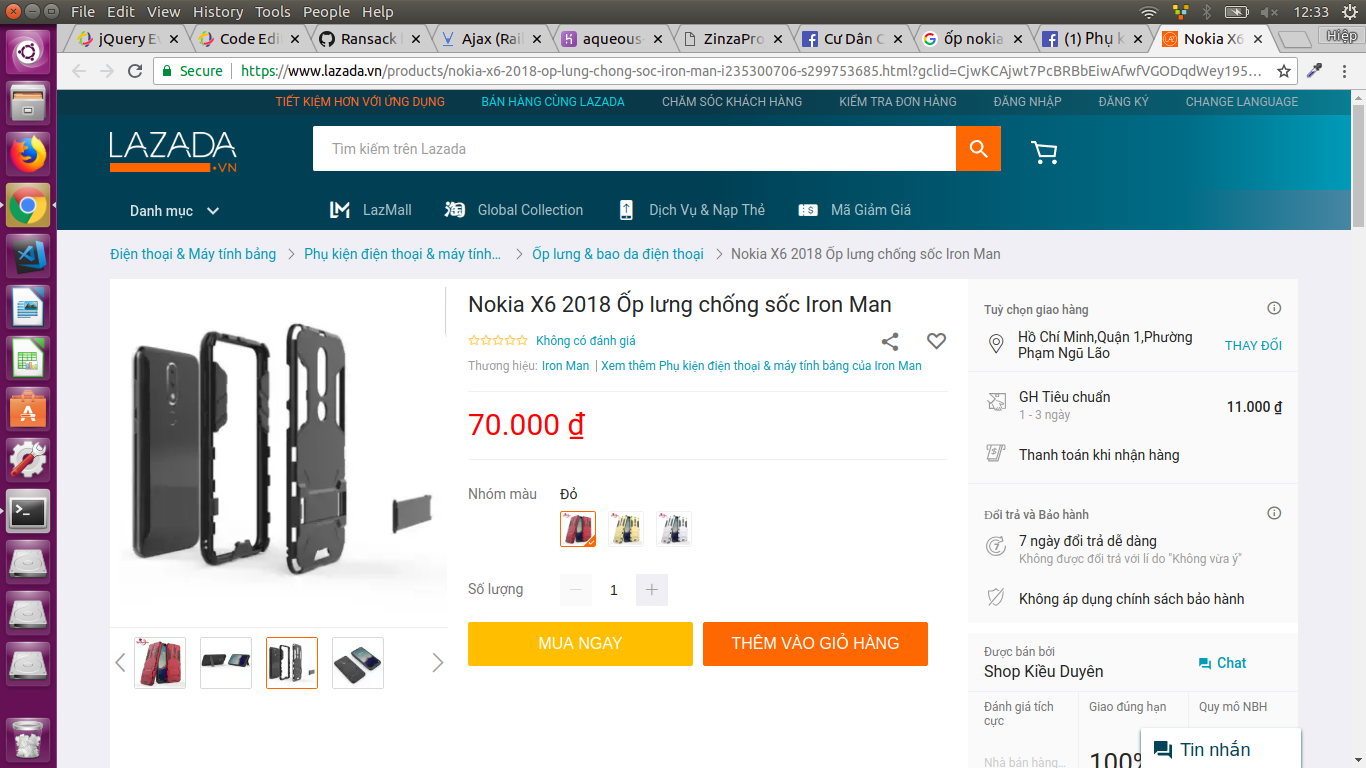 File Edit View History Tools People Help
12:33
jQuery Ev
Code Edi
Ransack
Ajax (Rai
aqueous-
ZinzaPro
Cư Dân C
ốp nokia
(1) Phụ k
Nokia X6
Hiệp
Secure
https://www.lazada.vn/products/nokia-x6-2018-op-lung-chong-soc-iron-man-i235300706-s299753685.html?gclid=CjwKCAjwt7PcBRBbEiwAfwfVGODqdWey195...
TIẾT KIỆM HƠN VỚI ỨNG DỤNG
BÁN HÀNG CÙNG LAZADA
CHĂM SÓC KHÁCH HÀNG
KIỂM TRA ĐƠN HÀNG
ĐĂNG NHẬP
ĐĂNG KÝ
CHANGE LANGUAGE
LAZADA
.VN
Tìm kiếm trên Lazada
Danh mục
LazMall
Global Collection
Dịch Vụ & Nạp Thẻ
Mã Giảm Giá
Điện thoại & Máy tính bảng
Phụ kiện điện thoại & máy tính...
Ốp lưng & bao da điện thoại
Nokia X6 2018 Ốp lưng chống sốc Iron Man
Nokia X6 2018 Ốp lưng chống sốc Iron Man
Không có đánh giá
Thương hiệu: Iron Man | Xem thêm Phụ kiện điện thoại & máy tính bảng của Iron Man
70.000 ₫
Nhóm màu Đỏ
Số lượng
1
MUA NGAY
THÊM VÀO GIỎ HÀNG
Tuỳ chọn giao hàng
Hồ Chí Minh,Quận 1,Phường
Phạm Ngũ Lão
THAY ĐỔI
GH Tiêu chuẩn
1 - 3 ngày
11.000 ₫
Thanh toán khi nhận hàng
Đổi trả và Bảo hành
7 ngày đổi trả dễ dàng
Không được đổi trả với lí do "Không vừa ý"
Không áp dụng chính sách bảo hành
Được bán bởi
Shop Kiều Duyên
Chat
Đánh giá tích
cực
Giao đúng hạn
Quy mô NBH
Nhà bán hàng...
100%
Tin nhắn